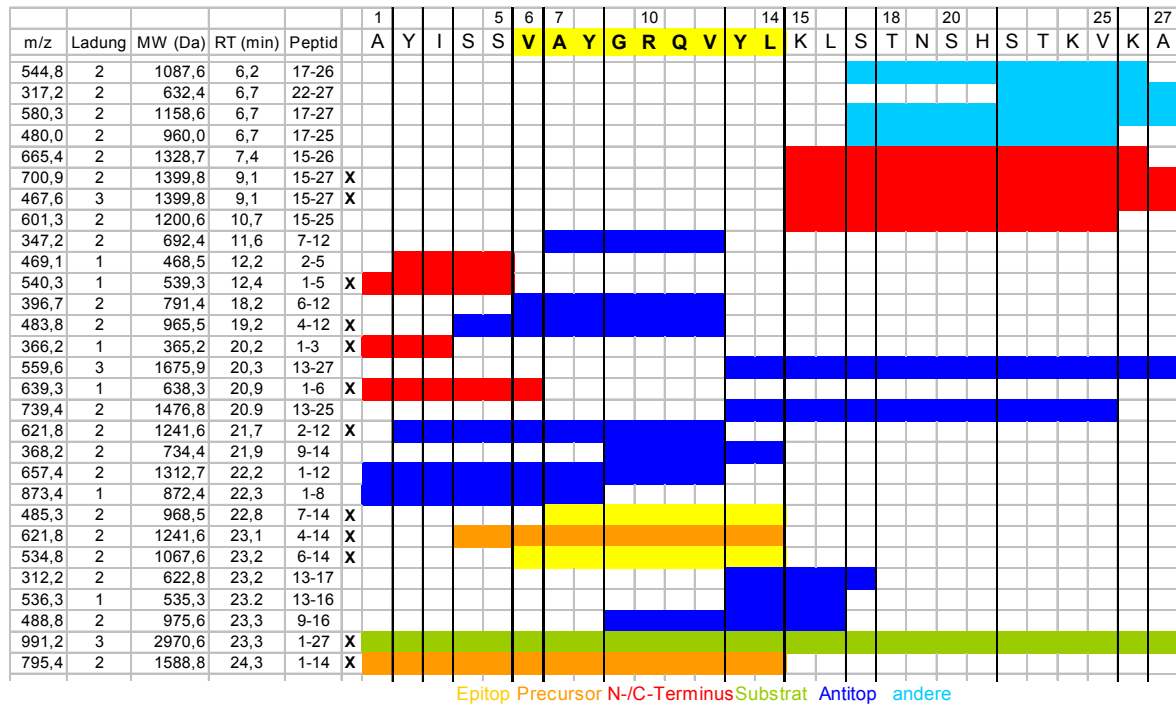 1 5 6 7 10 14 15 18 20 25 27
m/z Ladung MW (Da) RT (min) Peptid A Y I S S V A Y G R Q V Y L K L S T N S H S T K V K A
544,8 2 1087,6 6,2 17-26
317,2 2 632,4 6,7 22-27
580,3 2 1158,6 6,7 17-27
480,0 2 960,0 6,7 17-25
665,4 2 1328,7 7,4 15-26
700,9 2 1399,8 9,1 15-27 X
467,6 3 1399,8 9,1 15-27 X
601,3 2 1200,6 10,7 15-25
347,2 2 692,4 11,6 7-12
469,1 1 468,5 12,2 2-5
540,3 1 539,3 12,4 1-5 X
396,7 2 791,4 18,2 6-12
483,8 2 965,5 19,2 4-12 X
366,2 1 365,2 20,2 1-3 X
559,6 3 1675,9 20,3 13-27
639,3 1 638,3 20,9 1-6 X
739,4 2 1476,8 20.9 13-25
621,8 2 1241,6 21,7 2-12 X
368,2 2 734,4 21,9 9-14
657,4 2 1312,7 22,2 1-12
873,4 1 872,4 22,3 1-8
485,3 2 968,5 22,8 7-14 X
621,8 2 1241,6 23,1 4-14 X
534,8 2 1067,6 23,2 6-14 X
312,2 2 622,8 23,2 13-17
536,3 1 535,3 23.2 13-16
488,8 2 975,6 23,3 9-16
991,2 3 2970,6 23,3 1-27 X
795,4 2 1588,8 24,3 1-14 X
Epitop Precursor N-/C-Terminus Substrat Antitop andere